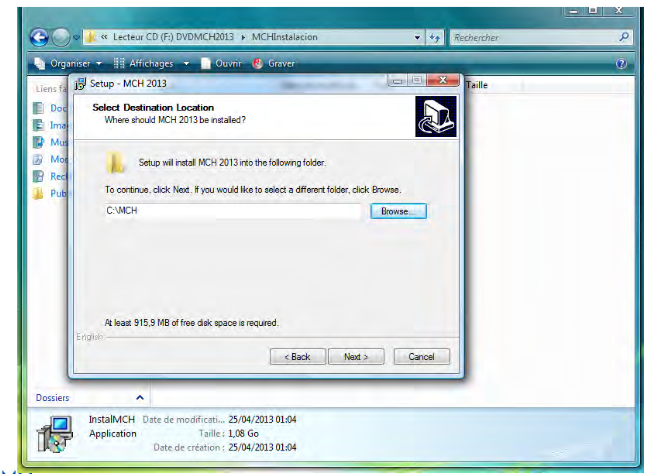 « Lecteur CD (F:) DVDMCH2013 ▸ MCHInstalacion
Rechercher
Organiser Affichages Ouvrir Graver
Liens fa
Taille
Setup - MCH 2013
Doc
Select Destination Location
Where should MCH 2013 be installed?
Ima
Mus
Mod
Rech
Publ
Setup will install MCH 2013 into the following folder.
To continue, click Next. If you would like to select a different folder, click Browse.
C:\MCH
Browse...
At least 915,9 MB of free disk space is required.
English
< Back Next > Cancel
Dossiers
InstalMCH Date de modificati... 25/04/2013 01:04
Application Taille : 1,08 Go
Date de création : 25/04/2013 01:04